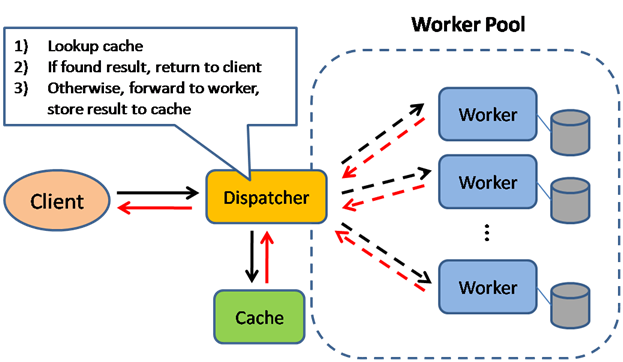 Worker Pool
1) Lookup cache
2) If found result, return to client
3) Otherwise, forward to worker,
store result to cache
Worker
Client
Dispatcher
Worker
...
Worker
Cache